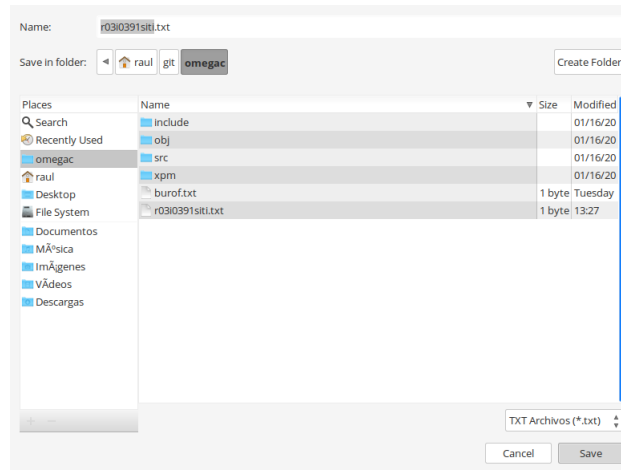 Name: r03i0391siti.txt
Save in folder: raul git omegac Create Folder
Places Name Size Modified
Search include 01/16/20
Recently Used obj 01/16/20
omegac src 01/16/20
raul xpm 01/16/20
Desktop burof.txt 1 byte Tuesday
File System r03i0391siti.txt 1 byte 13:27
Documentos
MÃºsica
ImÃ¡genes
VÃ­deos
Descargas
TXT Archivos (*.txt)
Cancel Save